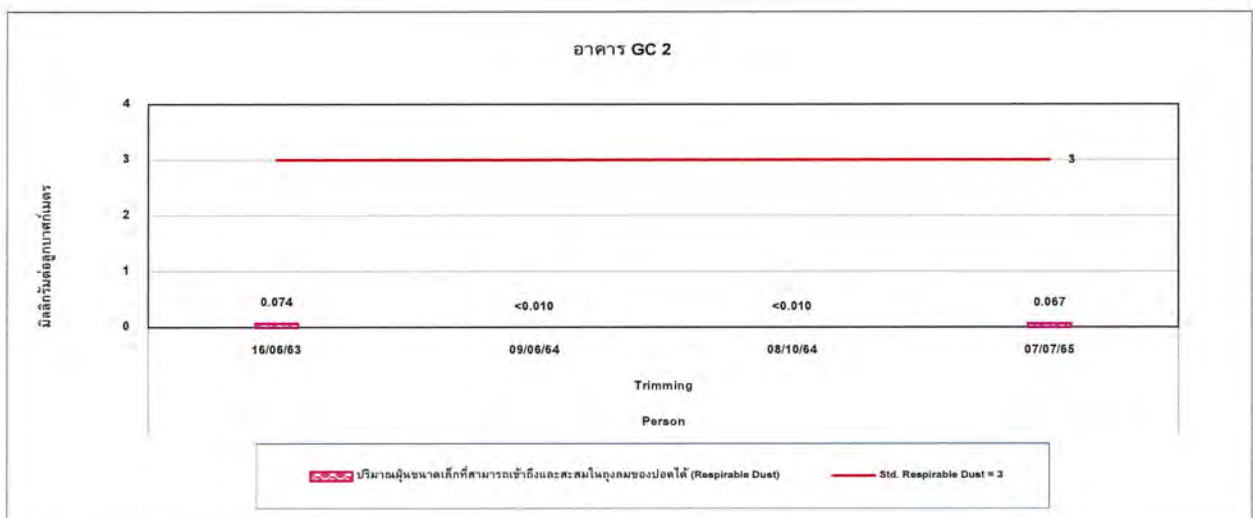 อาคาร GC 2
4
3
3
2
1
0
มิลลิกรัมต่อลูกบาศก์เมตร
0.074
<0.010
<0.010
0.067
16/06/63
09/06/64
08/10/64
07/07/65
Trimming
Person
ปริมาณฝุ่นขนาดเล็กที่สามารถเข้าถึงและสะสมในถุงลมของปอดได้ (Respirable Dust)
Std. Respirable Dust = 3